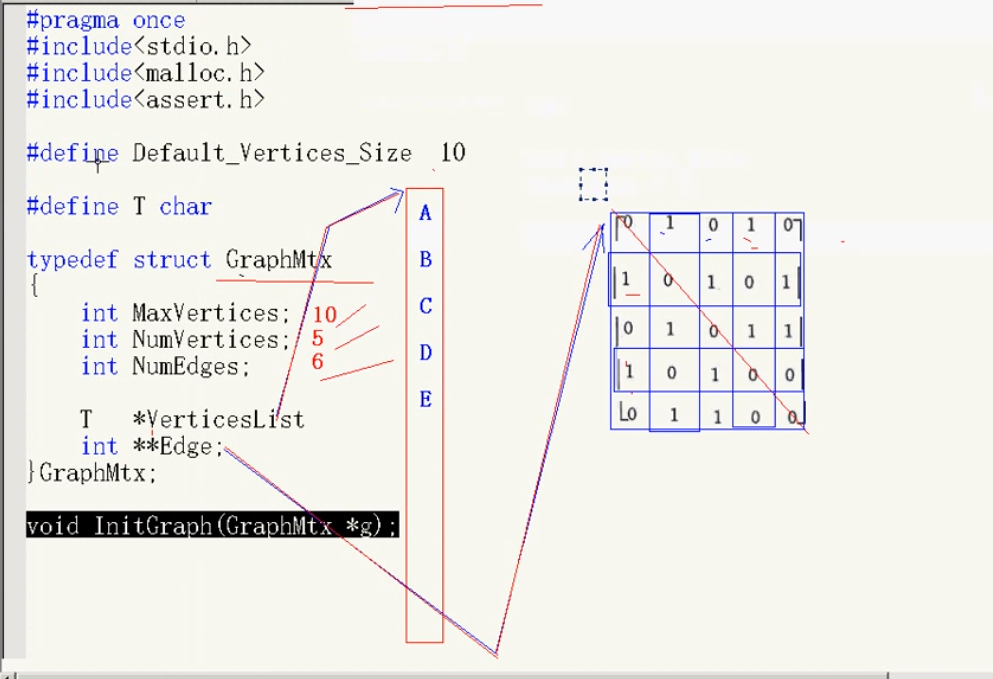 #pragma once
#include<stdio.h>
#include<malloc.h>
#include<assert.h>
#define Default_Vertices_Size 10
#define T char
typedef struct GraphMtx
{
int MaxVertices; 10
int NumVertices; 5
int NumEdges; 6
T *VerticesList
int **Edge;
}GraphMtx;
void InitGraph(GraphMtx *g);
A
B
C
D
E
0 1 0 1 0
1 0 1 0 1
0 1 0 1 1
1 0 1 0 0
0 1 1 0 0